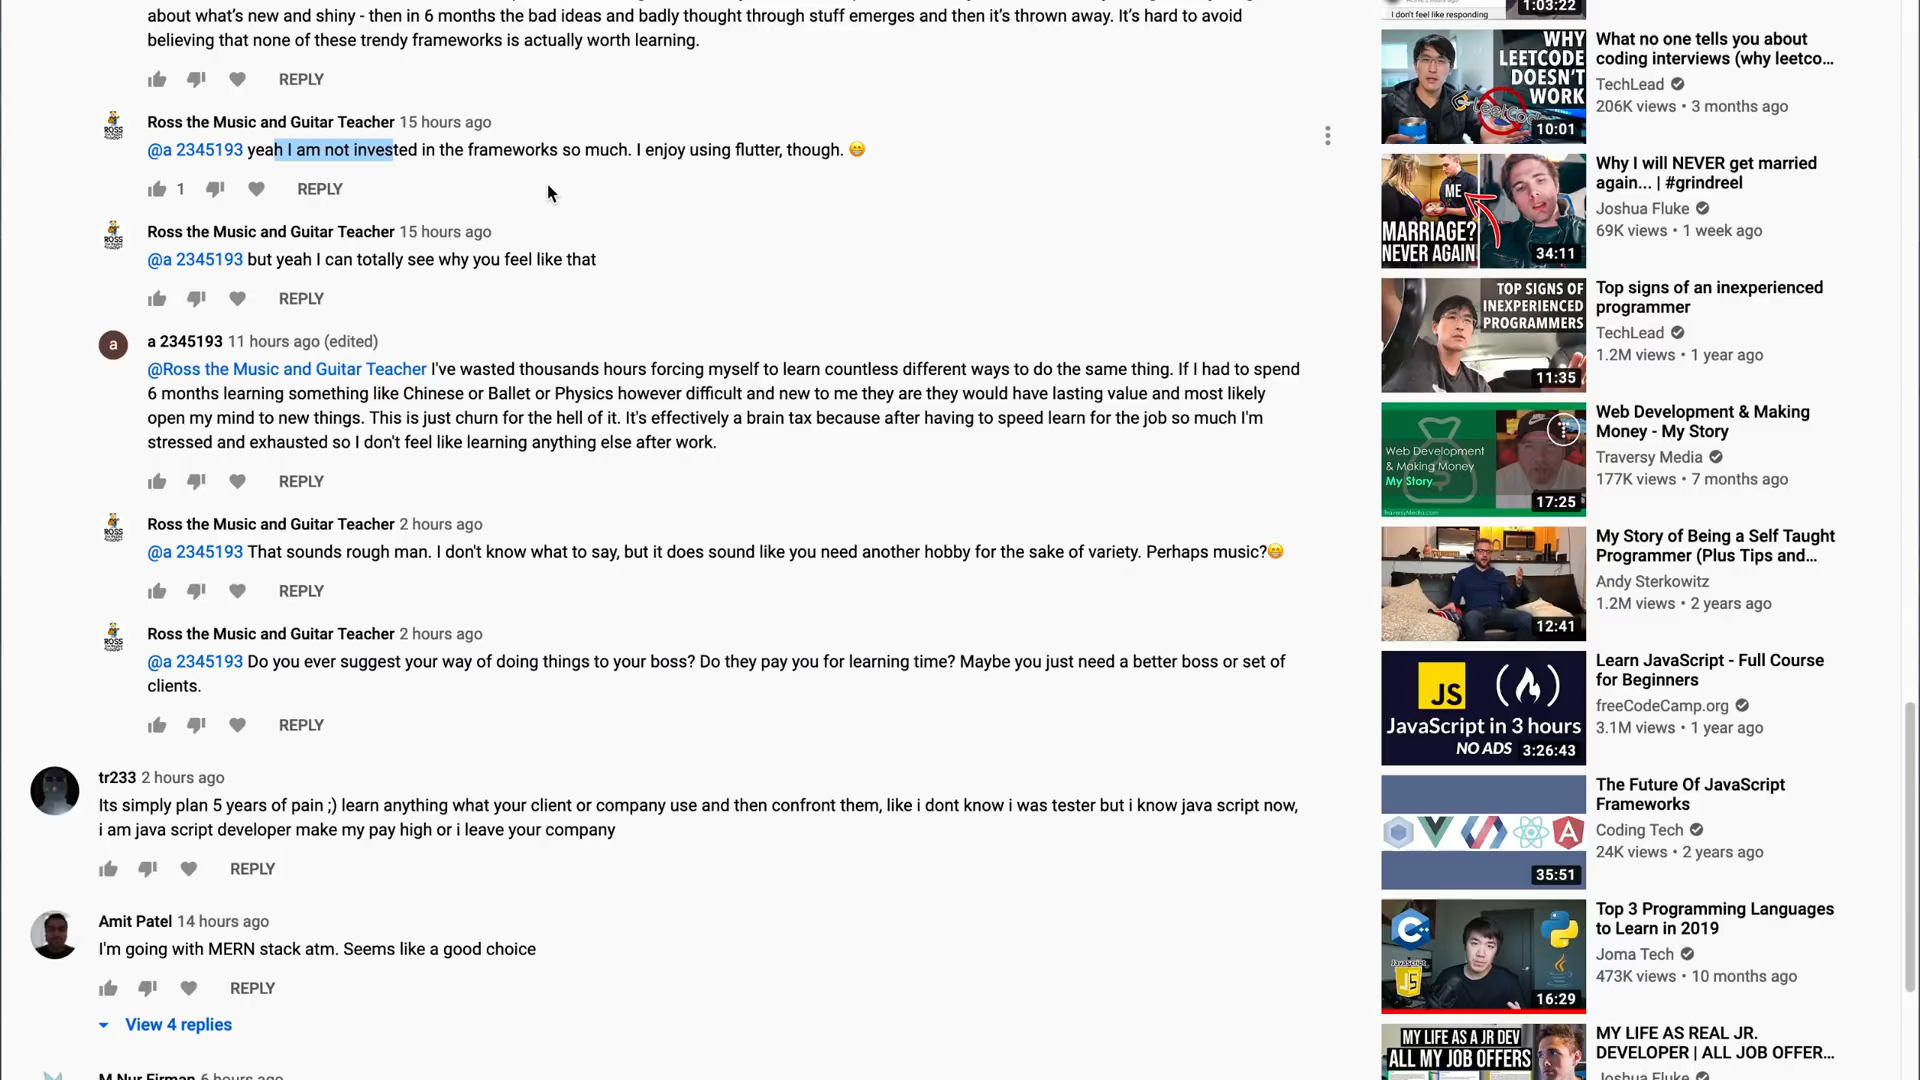 about what's new and shiny - then in 6 months the bad ideas and badly thought through stuff emerges and then it's thrown away. It's hard to avoid
believing that none of these trendy frameworks is actually worth learning.
REPLY
Ross the Music and Guitar Teacher 15 hours ago
@a 2345193 yeah I am not invested in the frameworks so much. I enjoy using flutter, though. 😁
1 REPLY
Ross the Music and Guitar Teacher 15 hours ago
@a 2345193 but yeah I can totally see why you feel like that
REPLY
a
a 2345193 11 hours ago (edited)
@Ross the Music and Guitar Teacher I've wasted thousands hours forcing myself to learn countless different ways to do the same thing. If I had to spend
6 months learning something like Chinese or Ballet or Physics however difficult and new to me they are they would have lasting value and most likely
open my mind to new things. This is just churn for the hell of it. It's effectively a brain tax because after having to speed learn for the job so much I'm
stressed and exhausted so I don't feel like learning anything else after work.
REPLY
Ross the Music and Guitar Teacher 2 hours ago
@a 2345193 That sounds rough man. I don't know what to say, but it does sound like you need another hobby for the sake of variety. Perhaps music?😁
REPLY
Ross the Music and Guitar Teacher 2 hours ago
@a 2345193 Do you ever suggest your way of doing things to your boss? Do they pay you for learning time? Maybe you just need a better boss or set of
clients.
REPLY
tr233 2 hours ago
Its simply plan 5 years of pain ;) learn anything what your client or company use and then confront them, like i dont know i was tester but i know java script now,
i am java script developer make my pay high or i leave your company
REPLY
Amit Patel 14 hours ago
I'm going with MERN stack atm. Seems like a good choice
REPLY
View 4 replies
M Nur Firman 6 hours ago
I don't feel like responding
1:03:22
WHY
LEETCODE
DOESN'T
WORK
10:01
What no one tells you about
coding interviews (why leetco...
TechLead
206K views • 3 months ago
ME
MARRIAGE?
NEVER AGAIN
34:11
Why I will NEVER get married
again... | #grindreel
Joshua Fluke
69K views • 1 week ago
TOP SIGNS OF
INEXPERIENCED
PROGRAMMERS
11:35
Top signs of an inexperienced
programmer
TechLead
1.2M views • 1 year ago
Web Development
& Making Money
My Story
TraversyMedia.com
17:25
Web Development & Making
Money - My Story
Traversy Media
177K views • 7 months ago
12:41
My Story of Being a Self Taught
Programmer (Plus Tips and...
Andy Sterkowitz
1.2M views • 2 years ago
JS
JavaScript in 3 hours
NO ADS 3:26:43
Learn JavaScript - Full Course
for Beginners
freeCodeCamp.org
3.1M views • 1 year ago
35:51
The Future Of JavaScript
Frameworks
Coding Tech
24K views • 2 years ago
JavaScript
JS
16:29
Top 3 Programming Languages
to Learn in 2019
Joma Tech
473K views • 10 months ago
MY LIFE AS A JR DEV
ALL MY JOB OFFERS
MY LIFE AS REAL JR.
DEVELOPER | ALL JOB OFFER...
Joshua Fluke